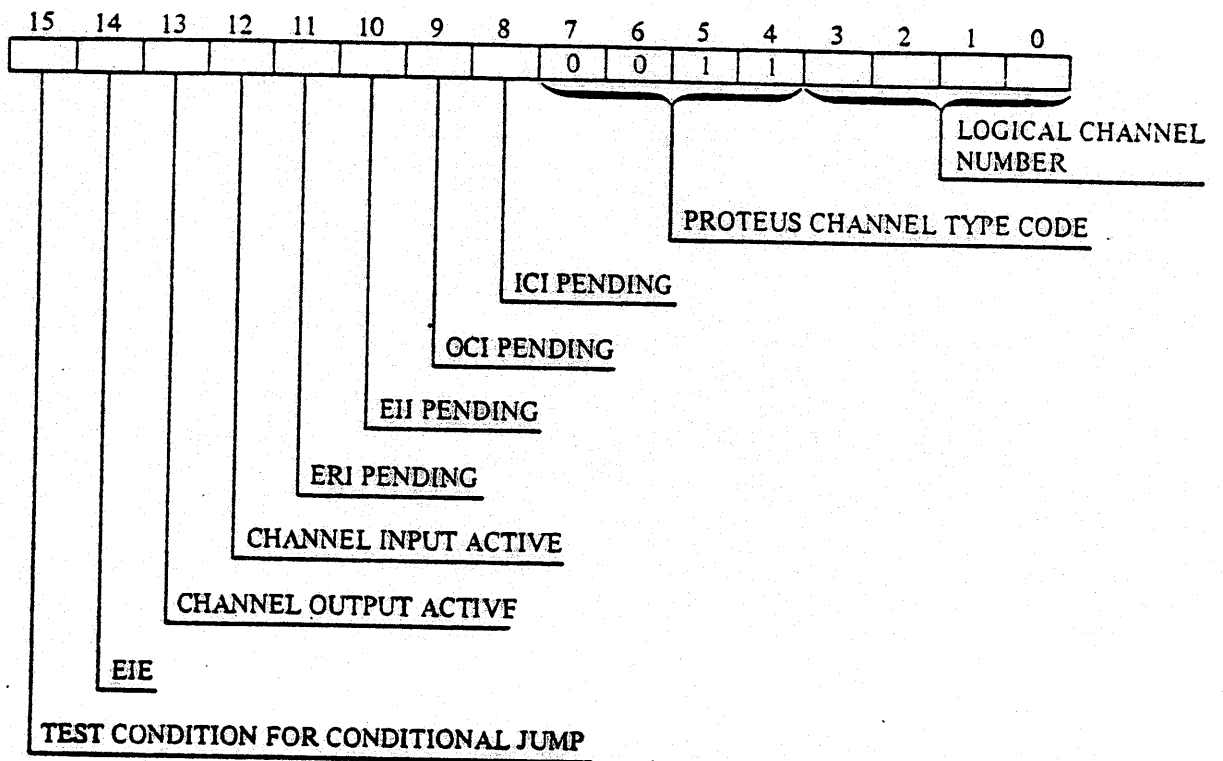 15 14 13 12 11 10 9 8 7 6 5 4 3 2 1 0
0 0 1 1
LOGICAL CHANNEL
NUMBER
PROTEUS CHANNEL TYPE CODE
ICI PENDING
OCI PENDING
EII PENDING
ERI PENDING
CHANNEL INPUT ACTIVE
CHANNEL OUTPUT ACTIVE
EIE
TEST CONDITION FOR CONDITIONAL JUMP